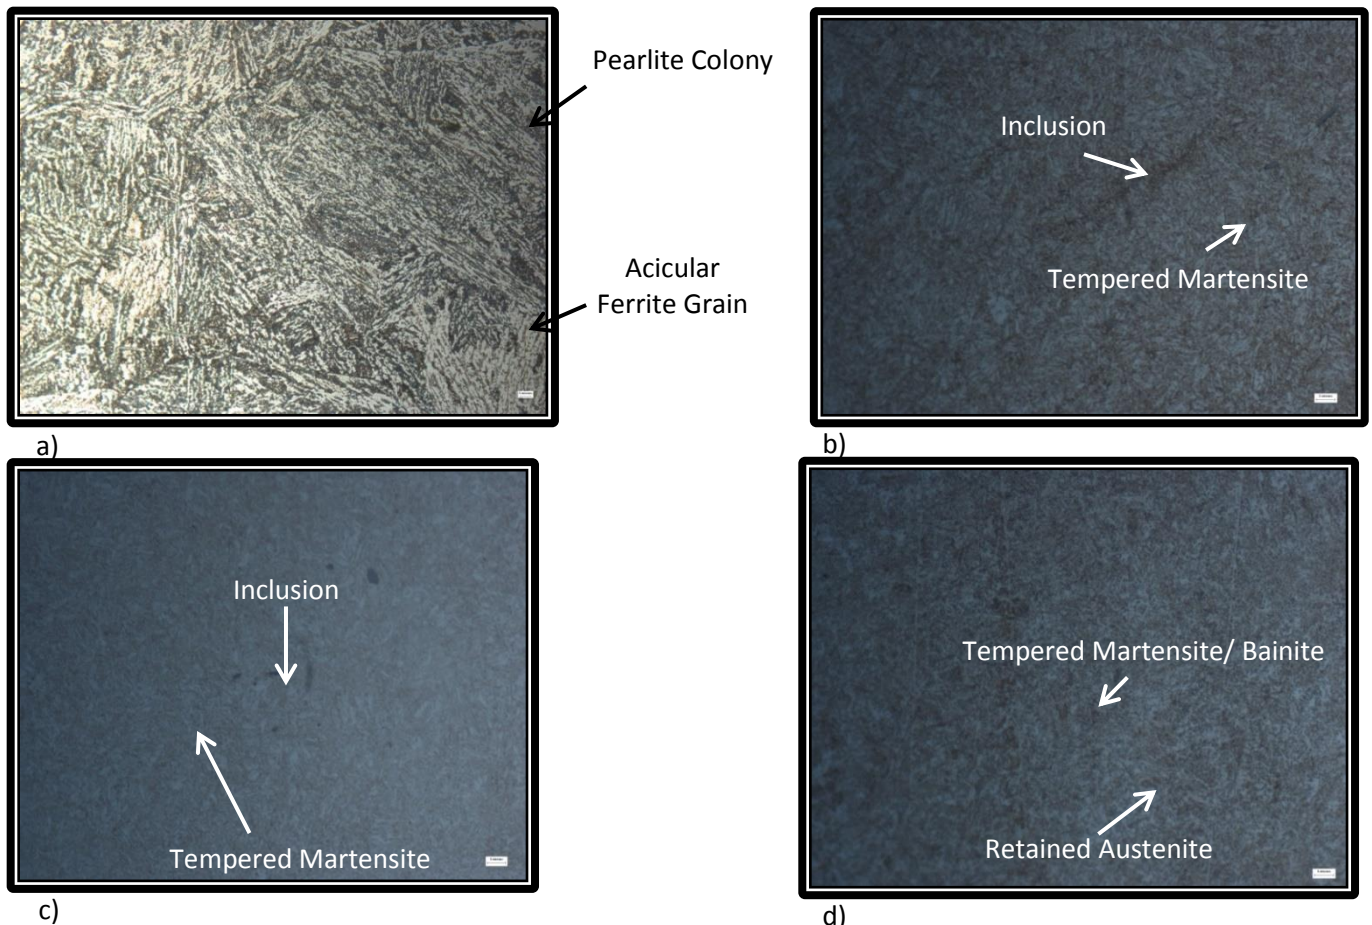 Pearlite Colony
Acicular
Ferrite Grain
a)
Inclusion
Tempered Martensite
b)
Inclusion
Tempered Martensite
c)
Tempered Martensite/ Bainite
Retained Austenite
d)